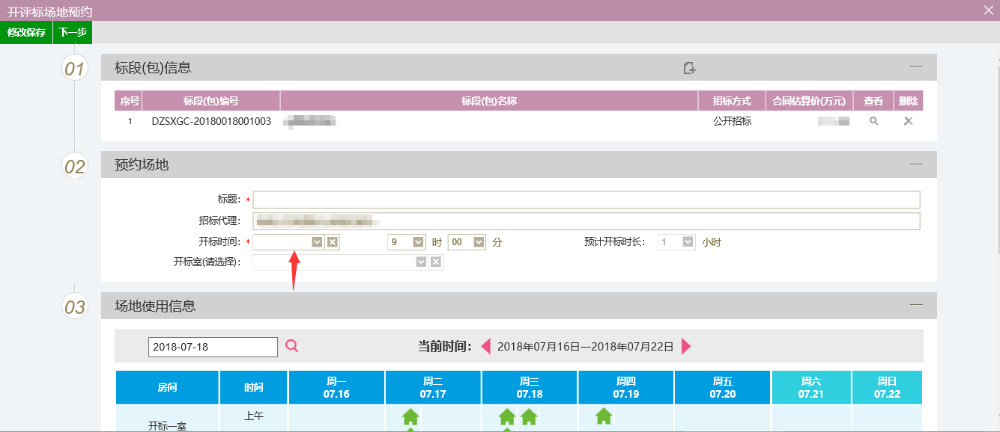 开评标场地预约
修改保存 下一步
01 标段(包)信息
序号 标段(包)编号 标段(包)名称 招标方式 合同估算价(万元) 查看 删除
1 DZSXGC-20180018001003 公开招标
02 预约场地
标题: *
招标代理:
开标时间: * 9 时 00 分 预计开标时长: 1 小时
开标室(请选择):
03 场地使用信息
2018-07-18 当前时间: 2018年07月16日—2018年07月22日
房间 时间 周一 周二 周三 周四 周五 周六 周日
07.16 07.17 07.18 07.19 07.20 07.21 07.22
上午
开标一室